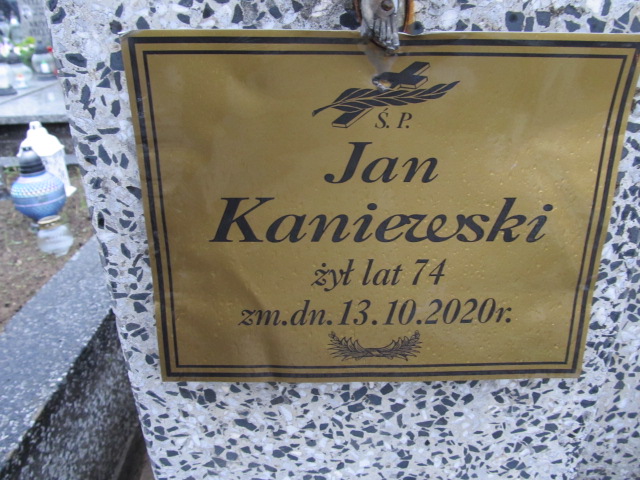 Ś. P.
Jan
Kaniewski
żył lat 74
zm.dn.13.10.2020r.